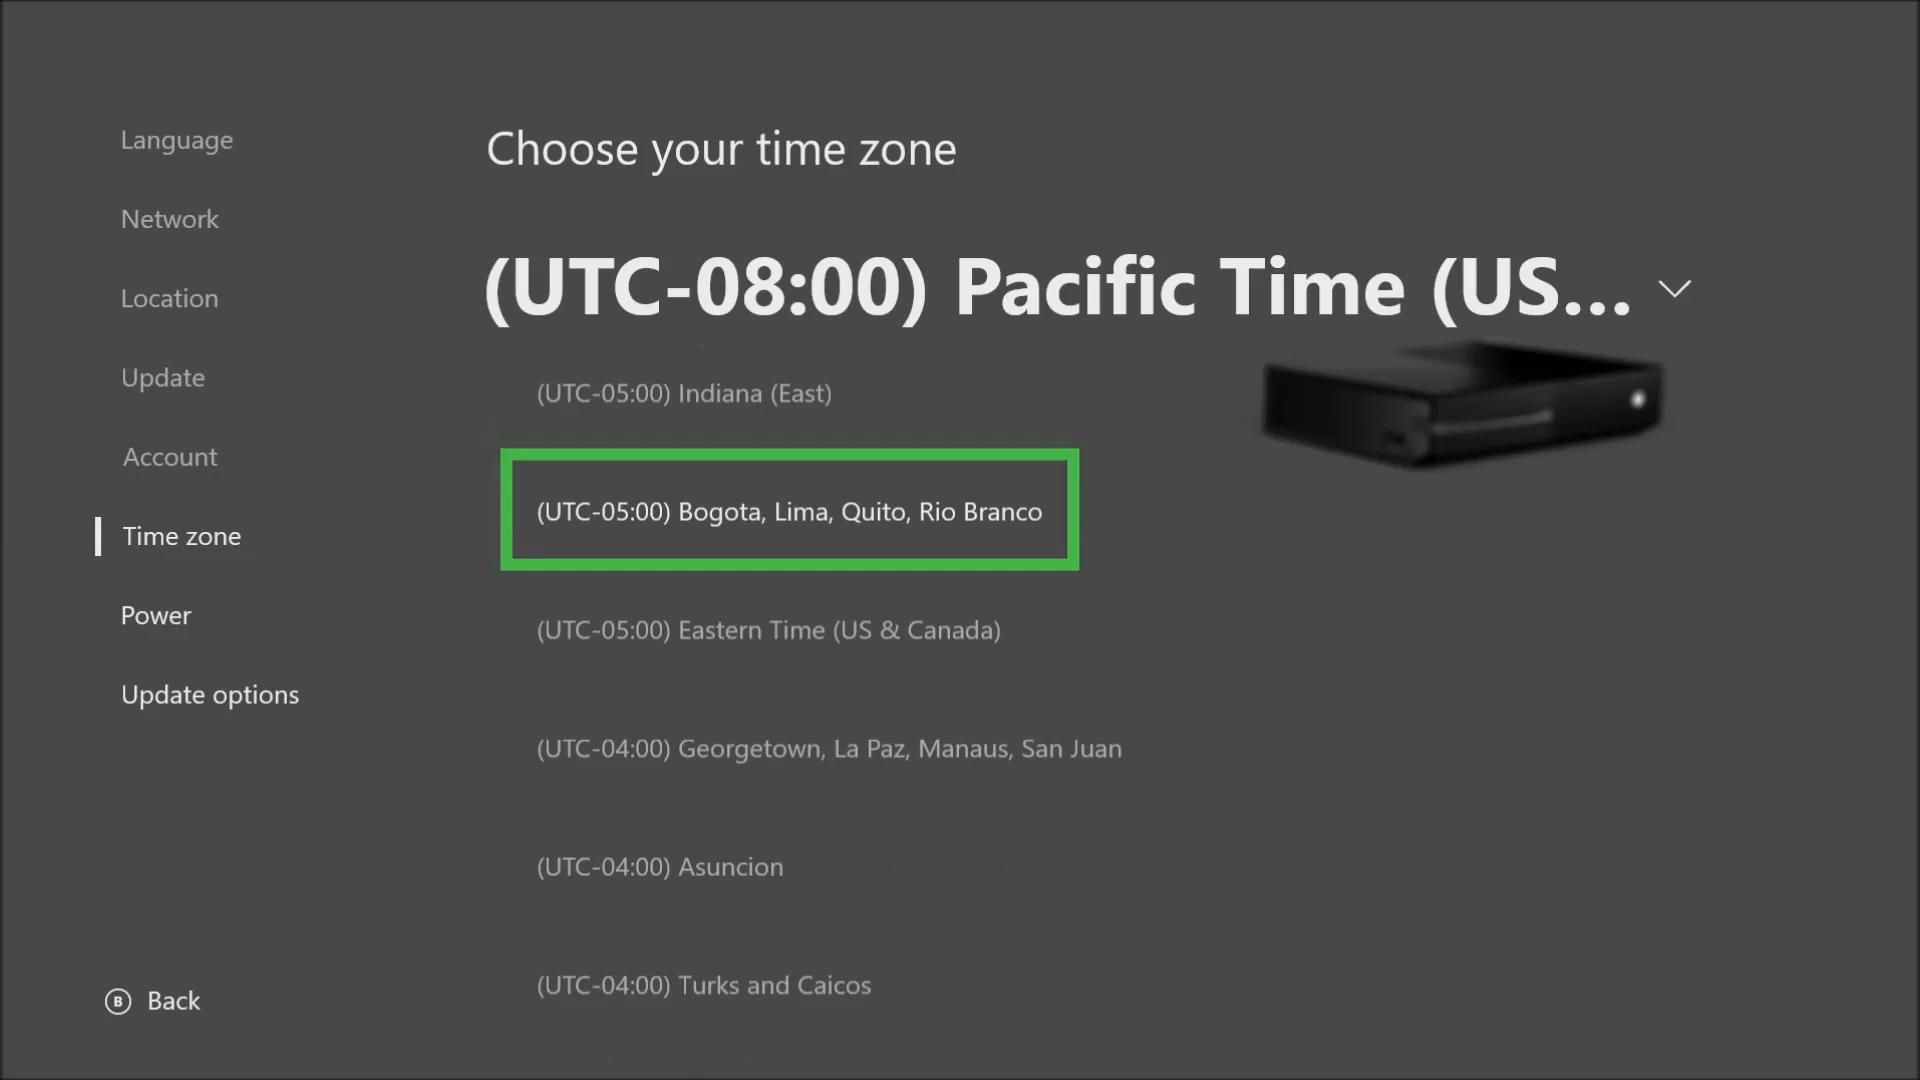 Language
Network
Location
Update
Account
Time zone
Power
Update options
B Back
Choose your time zone
(UTC-08:00) Pacific Time (US...
(UTC-05:00) Indiana (East)
(UTC-05:00) Bogota, Lima, Quito, Rio Branco
(UTC-05:00) Eastern Time (US & Canada)
(UTC-04:00) Georgetown, La Paz, Manaus, San Juan
(UTC-04:00) Asuncion
(UTC-04:00) Turks and Caicos